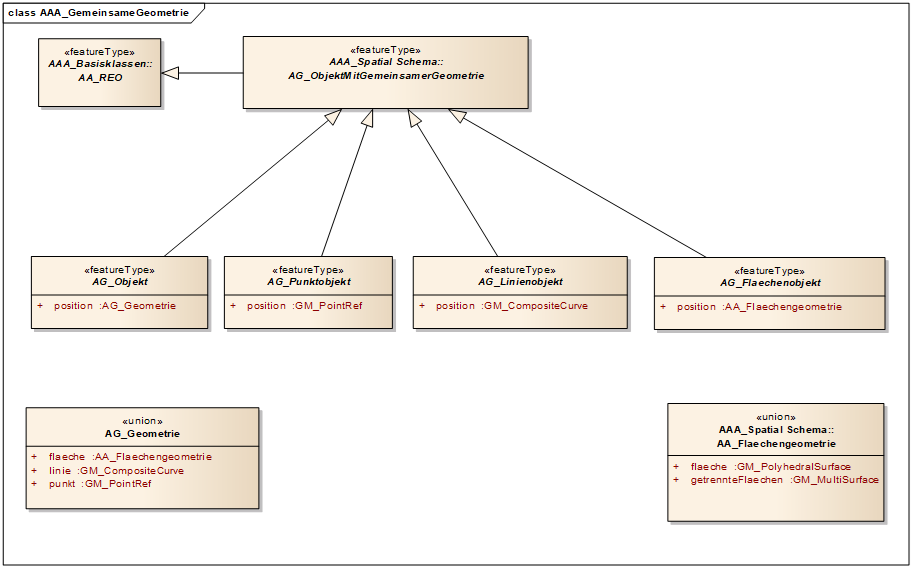 class AAA_GemeinsameGeometrie
«featureType»
AAA_Basisklassen::
AA_REO
«featureType»
AAA_Spatial Schema::
AG_ObjektMitGemeinsamerGeometrie
«featureType»
AG_Objekt
+ position :AG_Geometrie
«featureType»
AG_Punktobjekt
+ position :GM_PointRef
«featureType»
AG_Linienobjekt
+ position :GM_CompositeCurve
«featureType»
AG_Flaechenobjekt
+ position :AA_Flaechengeometrie
«union»
AG_Geometrie
+ flaeche :AA_Flaechengeometrie
+ linie :GM_CompositeCurve
+ punkt :GM_PointRef
«union»
AAA_Spatial Schema::
AA_Flaechengeometrie
+ flaeche :GM_PolyhedralSurface
+ getrennteFlaechen :GM_MultiSurface